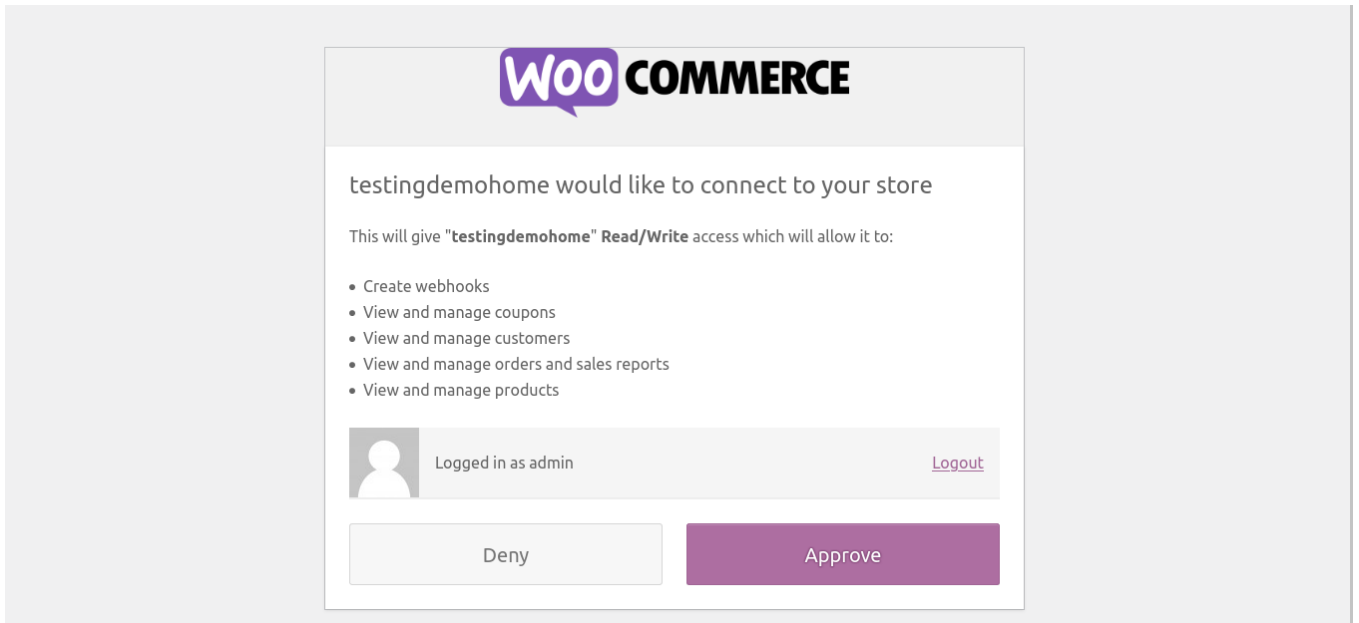 WOO COMMERCE
testingdemohome would like to connect to your store
This will give "testingdemohome" Read/Write access which will allow it to:
• Create webhooks
• View and manage coupons
• View and manage customers
• View and manage orders and sales reports
• View and manage products
Logged in as admin Logout
Deny Approve